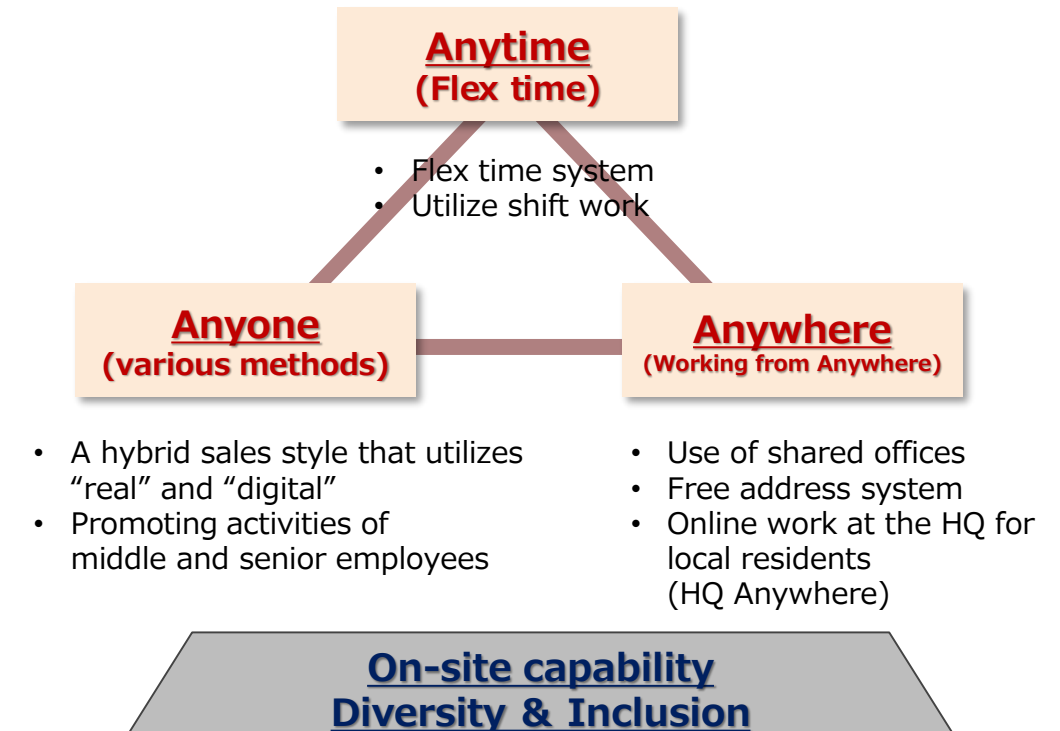 Anytime
(Flex time)
• Flex time system
• Utilize shift work
Anyone
(various methods)
Anywhere
(Working from Anywhere)
• A hybrid sales style that utilizes
“real” and “digital”
• Promoting activities of
middle and senior employees
• Use of shared offices
• Free address system
• Online work at the HQ for
local residents
(HQ Anywhere)
On-site capability
Diversity & Inclusion